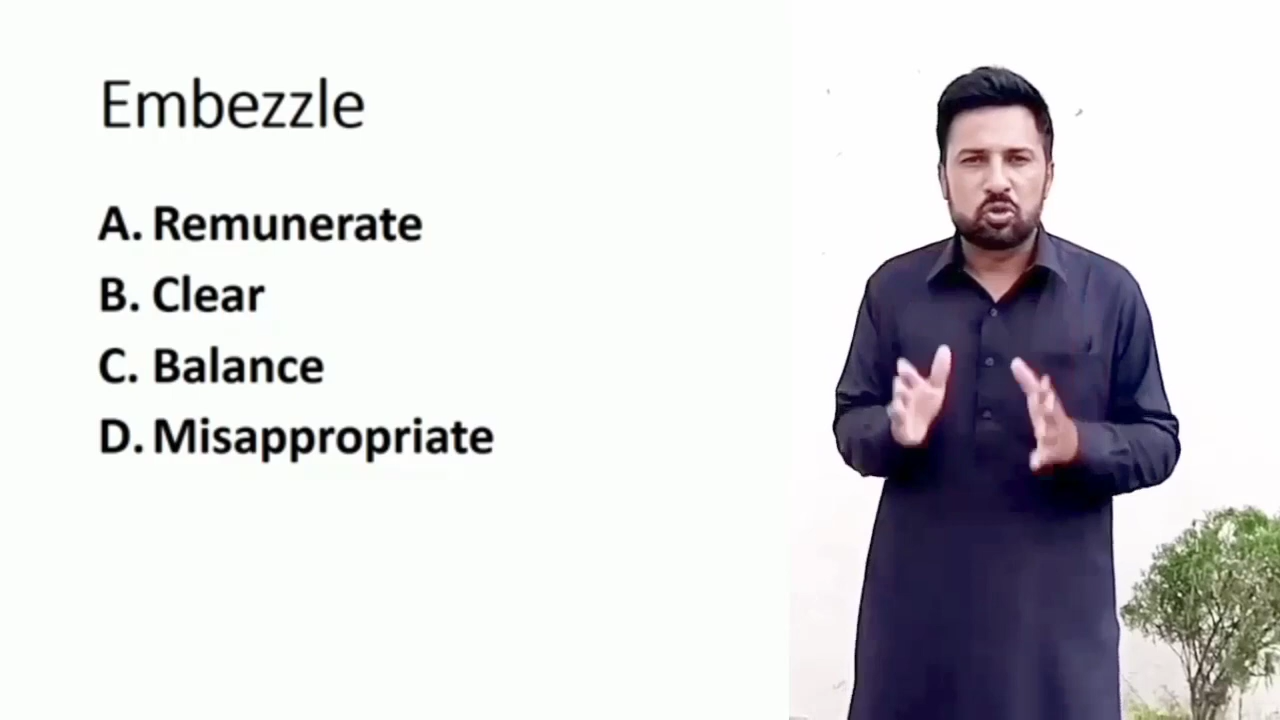 Embezzle
A. Remunerate
B. Clear
C. Balance
D. Misappropriate